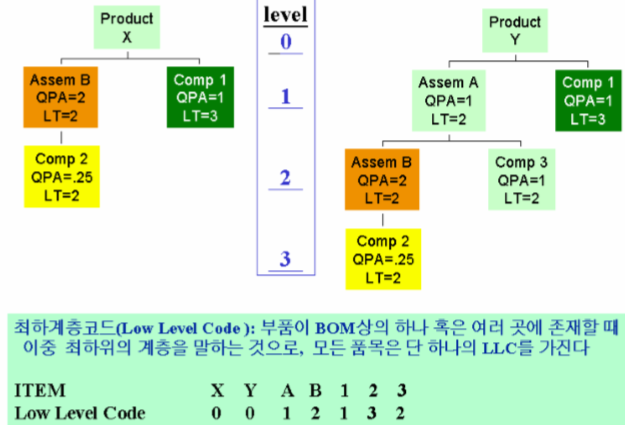 Product
X
Assem B
QPA=2
LT=2
Comp 1
QPA=1
LT=3
Comp 2
QPA=.25
LT=2
level
0
1
2
3
Product
Y
Assem A
QPA=1
LT=2
Comp 1
QPA=1
LT=3
Assem B
QPA=2
LT=2
Comp 3
QPA=1
LT=2
Comp 2
QPA=.25
LT=2
최하계층코드(Low Level Code ): 부품이 BOM상의 하나 혹은 여러 곳에 존재할 때
이중 최하위의 계층을 말하는 것으로, 모든 품목은 단 하나의 LLC를 가진다
ITEM X Y A B 1 2 3
Low Level Code 0 0 1 2 1 3 2